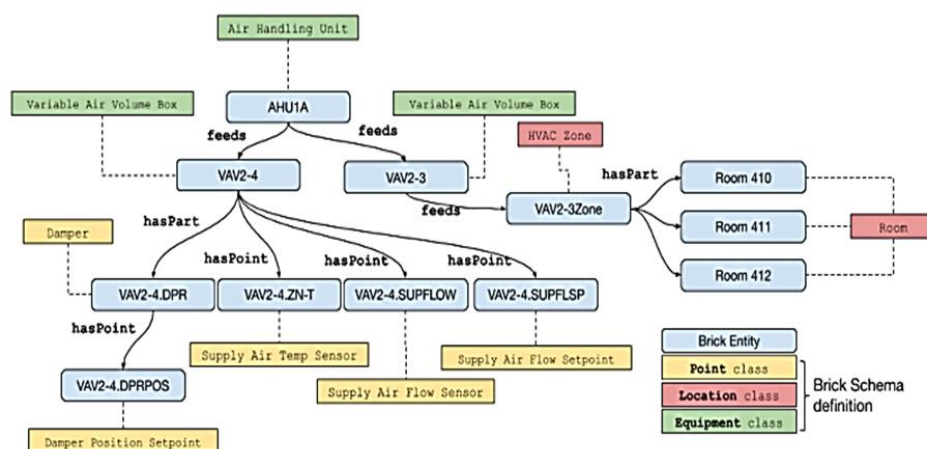 Air Handling Unit
Variable Air Volume Box
AHU1A
Variable Air Volume Box
feeds
feeds
HVAC Zone
VAV2-4
VAV2-3
hasPart
Room 410
feeds
VAV2-3Zone
hasPart
Damper
Room 411
Room
hasPoint
hasPoint
hasPoint
Room 412
VAV2-4.DPR
VAV2-4.ZN-T
VAV2-4.SUPFLOW
VAV2-4.SUPFLSP
hasPoint
Brick Entity
Supply Air Temp Sensor
Supply Air Flow Setpoint
Point class
VAV2-4.DPRPOS
Supply Air Flow Sensor
Location class
Brick Schema
definition
Equipment class
Damper Position Setpoint